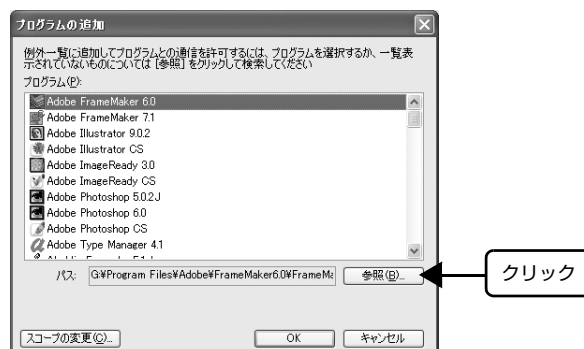 プログラムの追加
例外一覧に追加してプログラムとの通信を許可するには、プログラムを選択するか、一覧表
示されていないものについては [参照] をクリックして検索してください
プログラム(P):
Adobe FrameMaker 6.0
Adobe FrameMaker 7.1
Adobe Illustrator 9.0.2
Adobe Illustrator CS
Adobe ImageReady 3.0
Adobe ImageReady CS
Adobe Photoshop 5.0.2J
Adobe Photoshop 6.0
Adobe Photoshop CS
Adobe Type Manager 4.1
パス: G:¥Program Files¥Adobe¥FrameMaker6.0¥FrameMa 参照(B)...
クリック
スコープの変更(C)... OK キャンセル